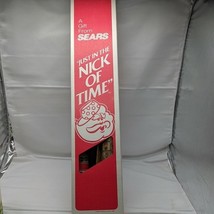 A
Gift
From
SEARS
"JUST IN THE
NICK
OF
TIME"